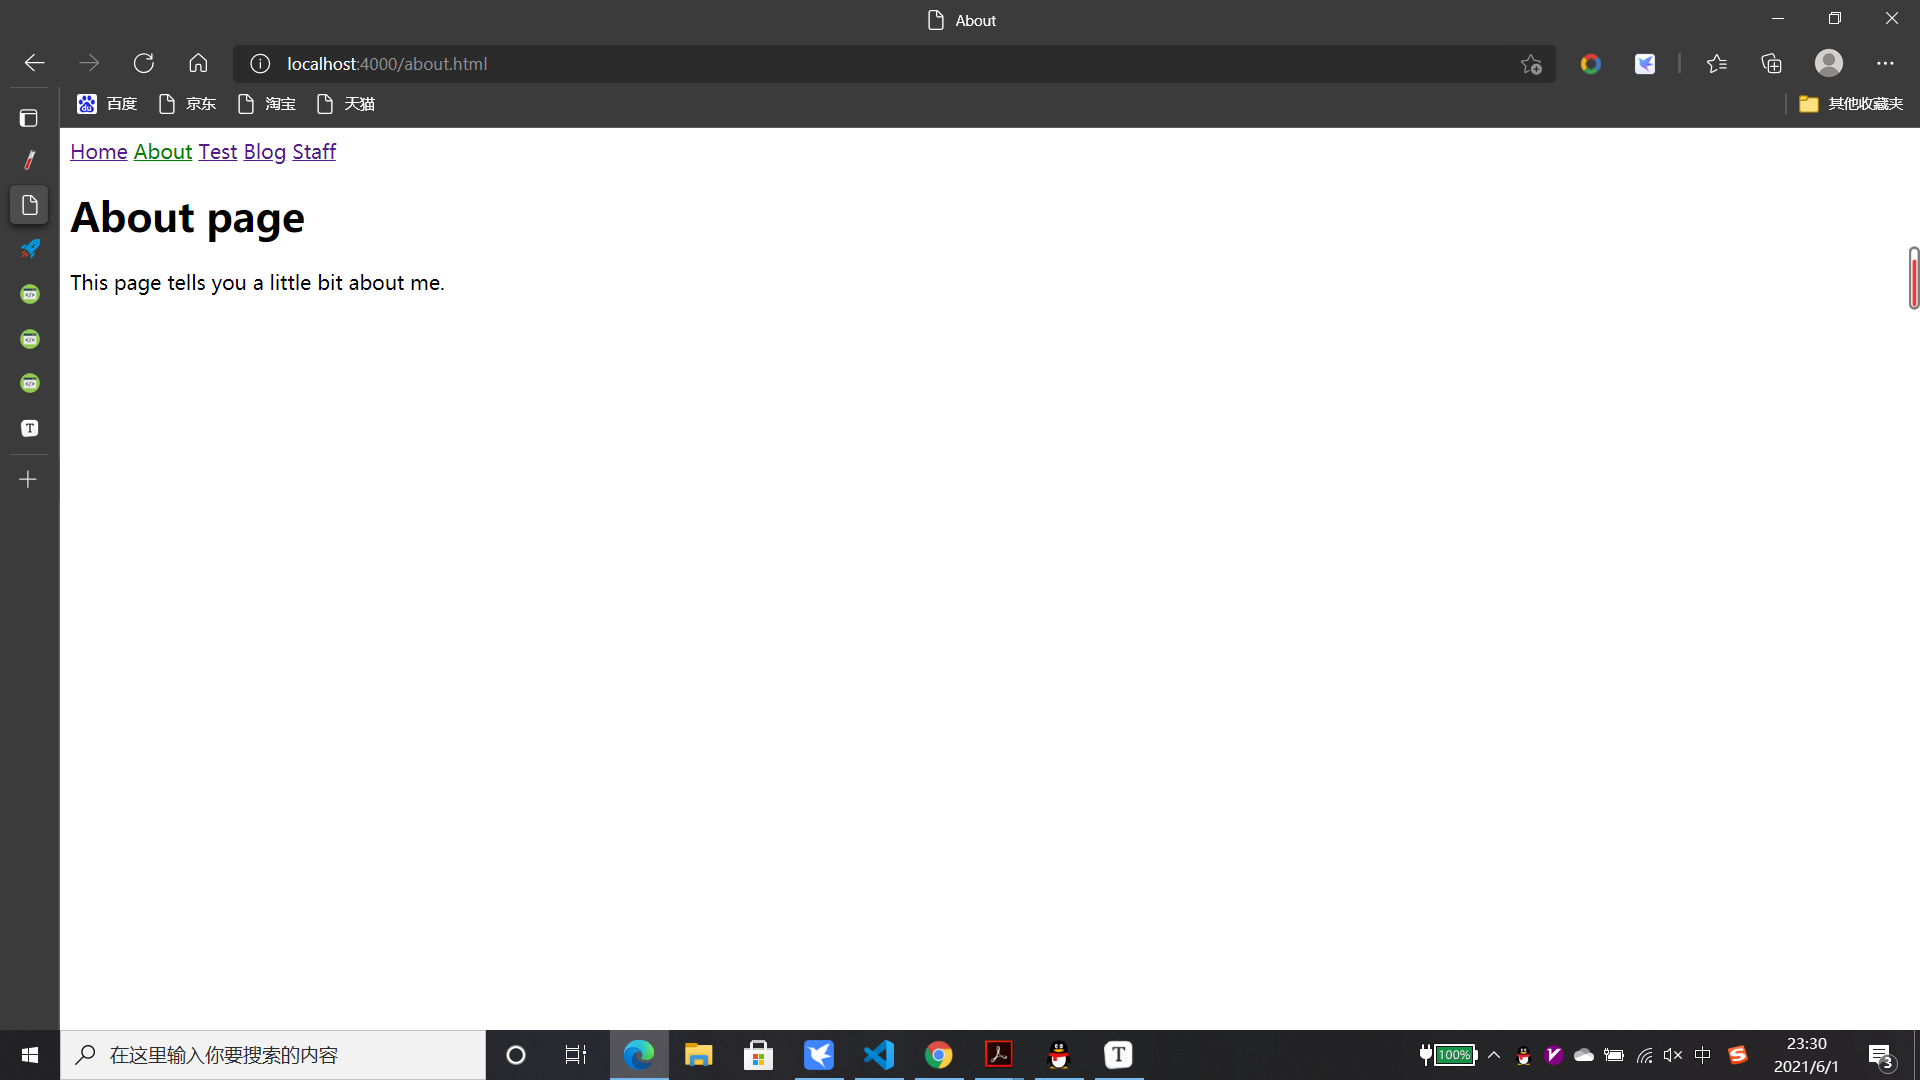 About
localhost:4000/about.html
百度 京东 淘宝 天猫 其他收藏夹
Home About Test Blog Staff
About page
This page tells you a little bit about me.
在这里输入你要搜索的内容
100%
中
23:30
2021/6/1
3